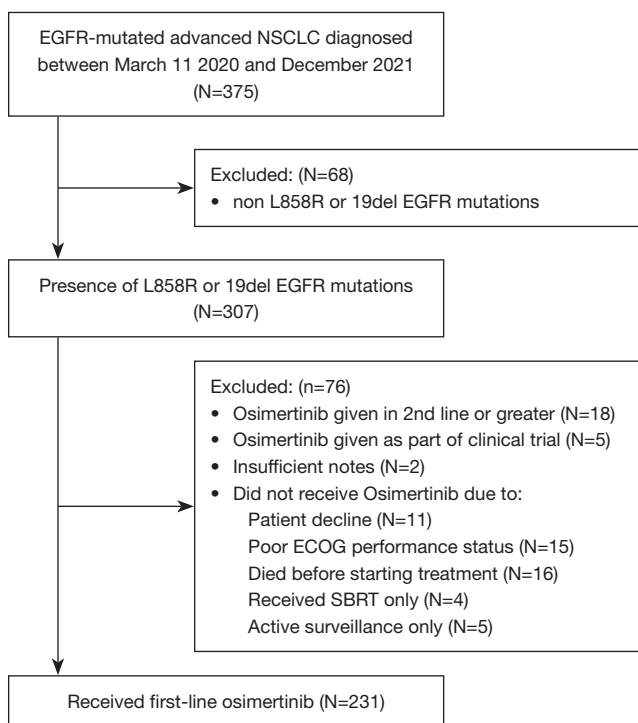 EGFR-mutated advanced NSCLC diagnosed
between March 11 2020 and December 2021
(N=375)
Excluded: (N=68)
• non L858R or 19del EGFR mutations
Presence of L858R or 19del EGFR mutations
(N=307)
Excluded: (n=76)
• Osimertinib given in 2nd line or greater (N=18)
• Osimertinib given as part of clinical trial (N=5)
• Insufficient notes (N=2)
• Did not receive Osimertinib due to:
Patient decline (N=11)
Poor ECOG performance status (N=15)
Died before starting treatment (N=16)
Received SBRT only (N=4)
Active surveillance only (N=5)
Received first-line osimertinib (N=231)